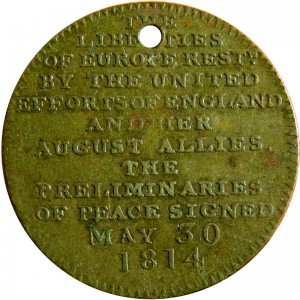 THE
LIBERTIES
OF EUROPE REST.D
BY THE UNITED
EFFORTS OF ENGLAND
AND HER
AUGUST ALLIES.
THE
PRELIMINARIES
OF PEACE SIGNED
MAY 30
1814